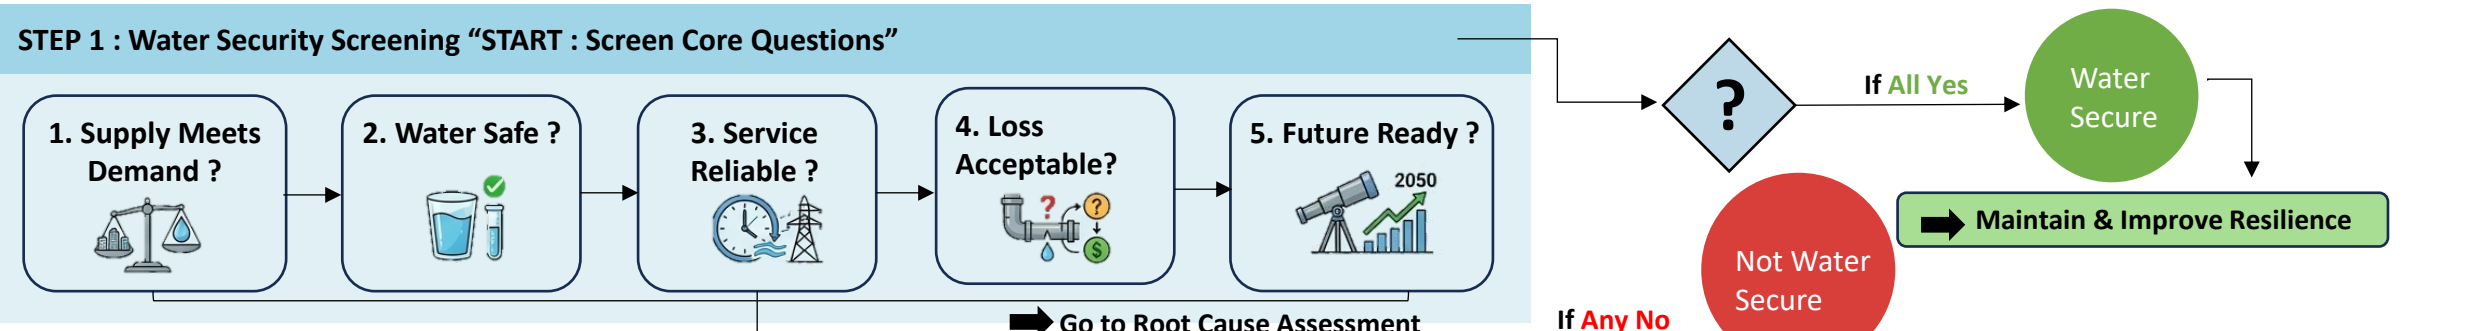 STEP 1 : Water Security Screening “START : Screen Core Questions”
1. Supply Meets
Demand ?
2. Water Safe ?
3. Service
Reliable ?
4. Loss
Acceptable?
?
?
$
5. Future Ready ?
2050
?
If All Yes
Water
Secure
Maintain & Improve Resilience
Not Water
Secure
If Any No
Go to Root Cause Assessment